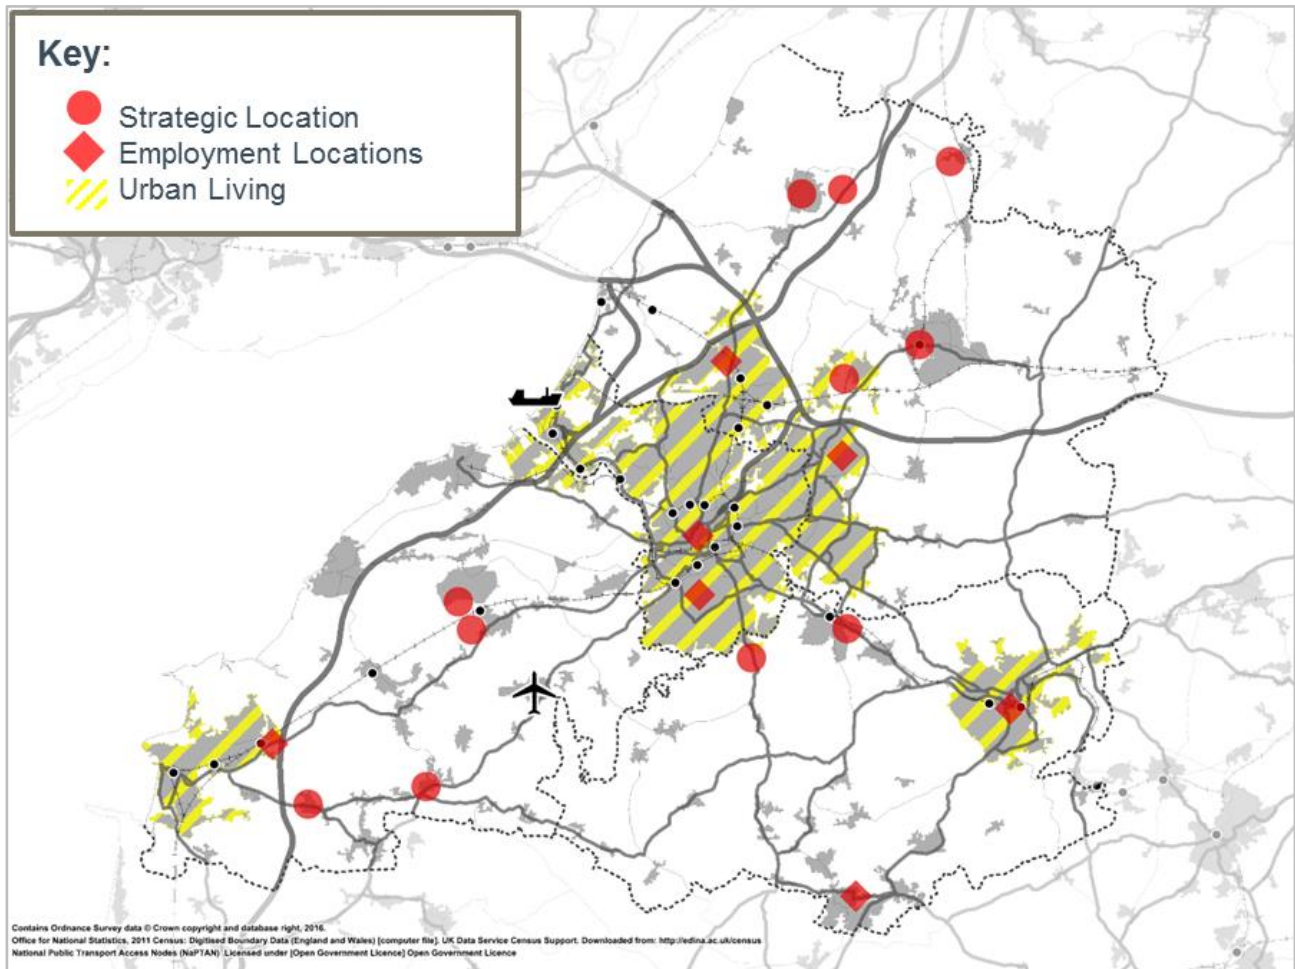 Key:
Strategic Location
Employment Locations
Urban Living
Contains Ordnance Survey data © Crown copyright and database right, 2016.
Office for National Statistics, 2011 Census: Digitised Boundary Data (England and Wales) [computer file]. UK Data Service Census Support. Downloaded from: http://edina.ac.uk/census
National Public Transport Access Nodes (NaPTAN) Licensed under [Open Government Licence] Open Government Licence